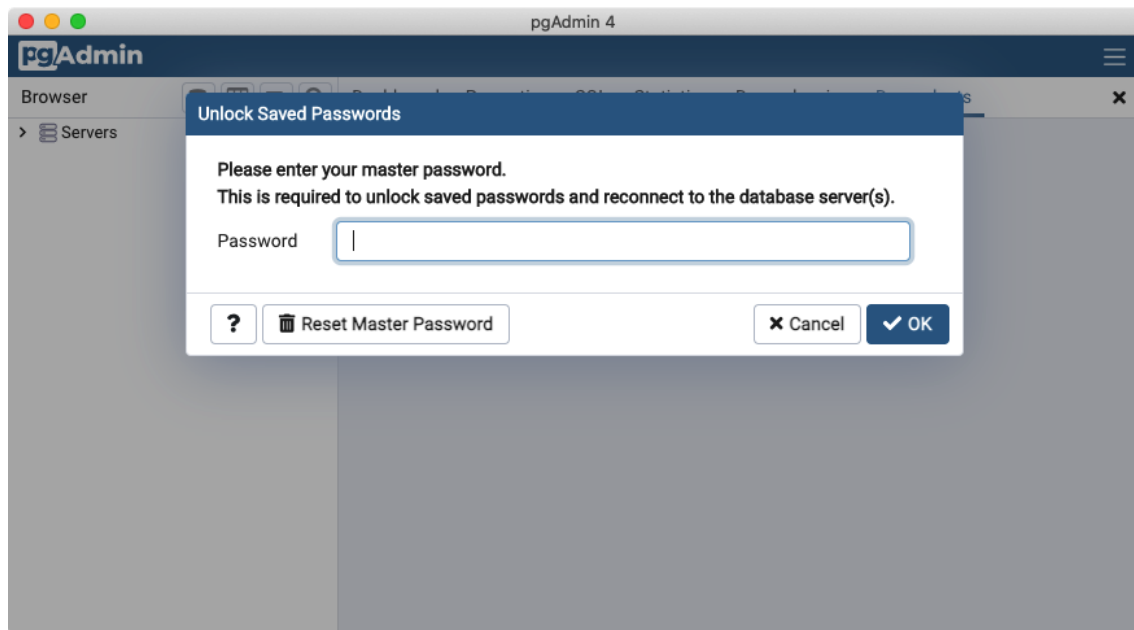 pgAdmin 4
pgAdmin
Browser
Servers
Unlock Saved Passwords
Please enter your master password.
This is required to unlock saved passwords and reconnect to the database server(s).
Password
? Reset Master Password
Cancel OK